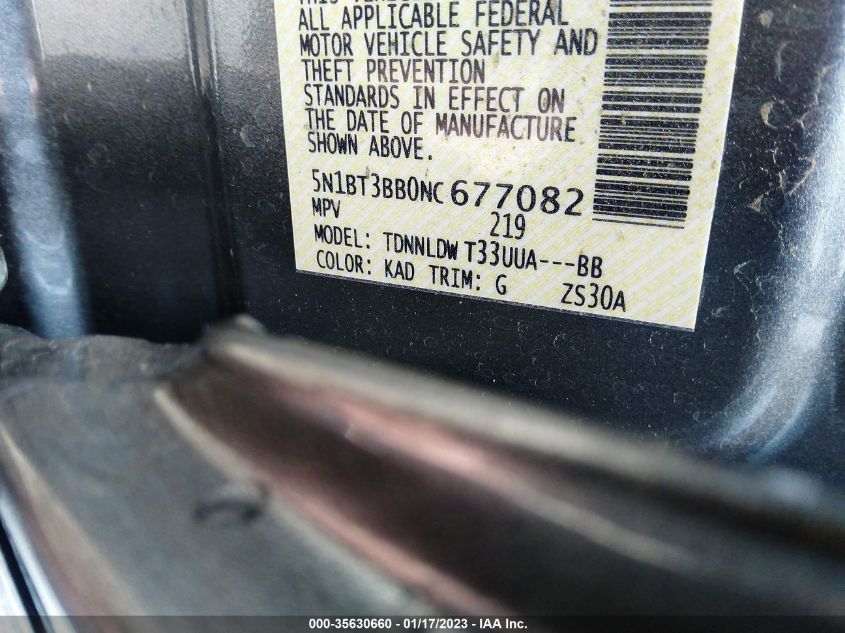 ALL APPLICABLE FEDERAL
MOTOR VEHICLE SAFETY AND
THEFT PREVENTION
STANDARDS IN EFFECT ON
THE DATE OF MANUFACTURE
SHOWN ABOVE.
5N1BT3BB0NC677082
MPV 219
MODEL: TDNNLDW T33UUA---BB
COLOR: KAD TRIM: G ZS30A
000-35630660 - 01/17/2023 - IAA Inc.